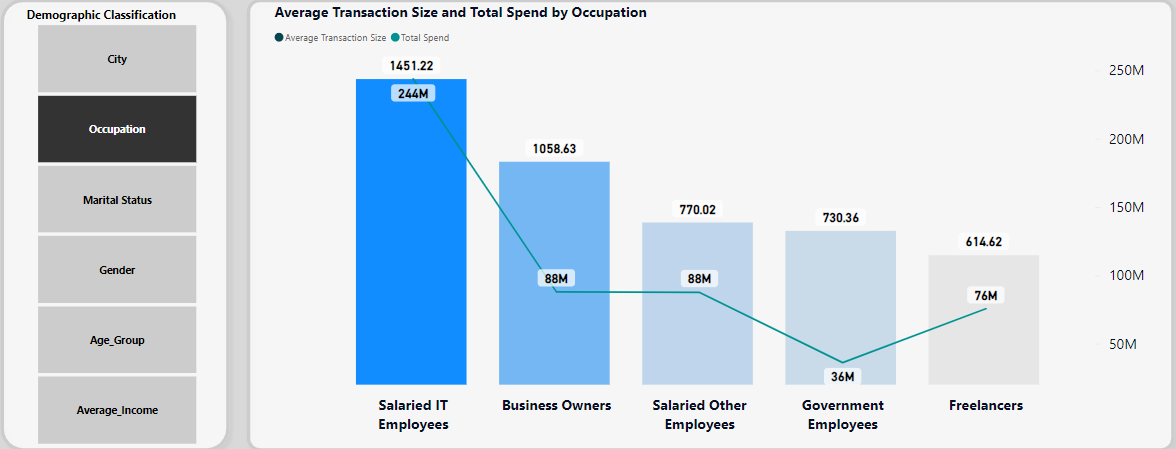 Demographic Classification
City
Occupation
Marital Status
Gender
Age_Group
Average_Income
Average Transaction Size and Total Spend by Occupation
Average Transaction Size Total Spend
1451.22
244M
1058.63
88M
770.02
88M
730.36
36M
614.62
76M
250M
200M
150M
100M
50M
Salaried IT
Employees
Business Owners
Salaried Other
Employees
Government
Employees
Freelancers